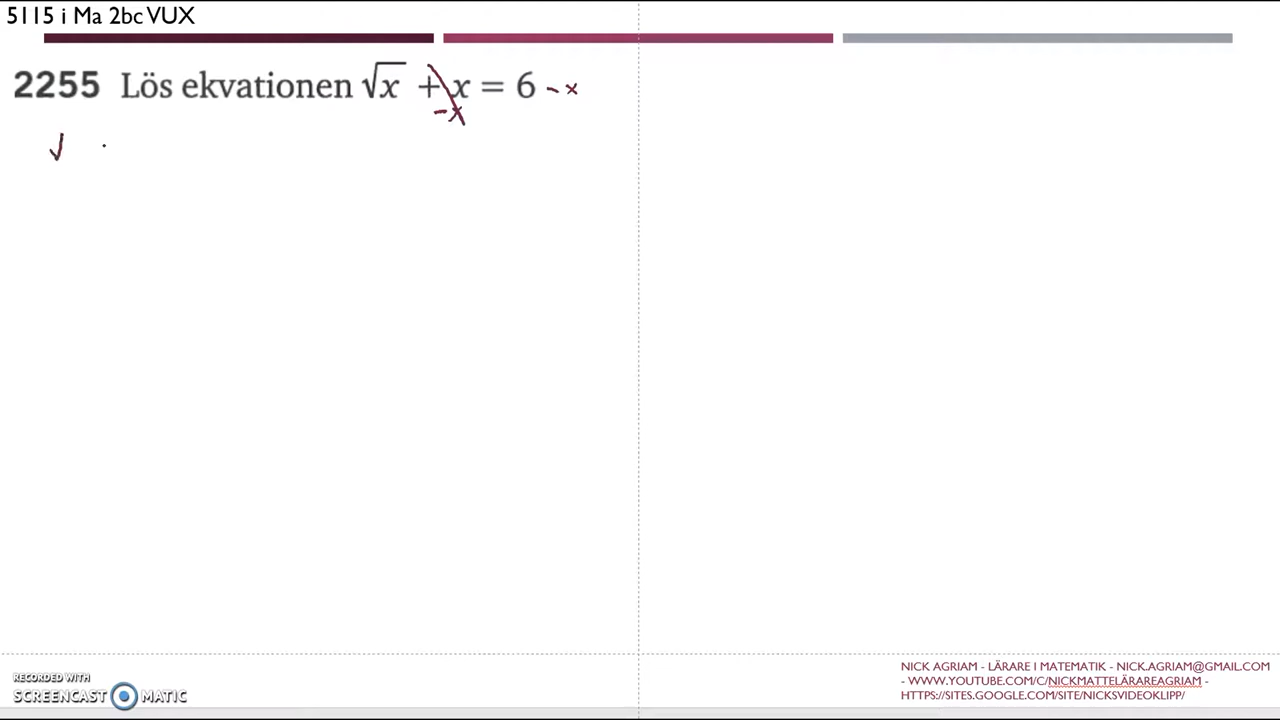 5115 i Ma 2bc VUX
2255 Lös ekvationen √x + x = 6 - x
-x
√
RECORDED WITH
SCREENCAST MATIC
NICK AGRIAM - LÄRARE I MATEMATIK - NICK.AGRIAM@GMAIL.COM
- WWW.YOUTUBE.COM/C/NICKMATTELÄRAREAGRIAM -
HTTPS://SITES.GOOGLE.COM/SITE/NICKSVIDEOKLIPP/